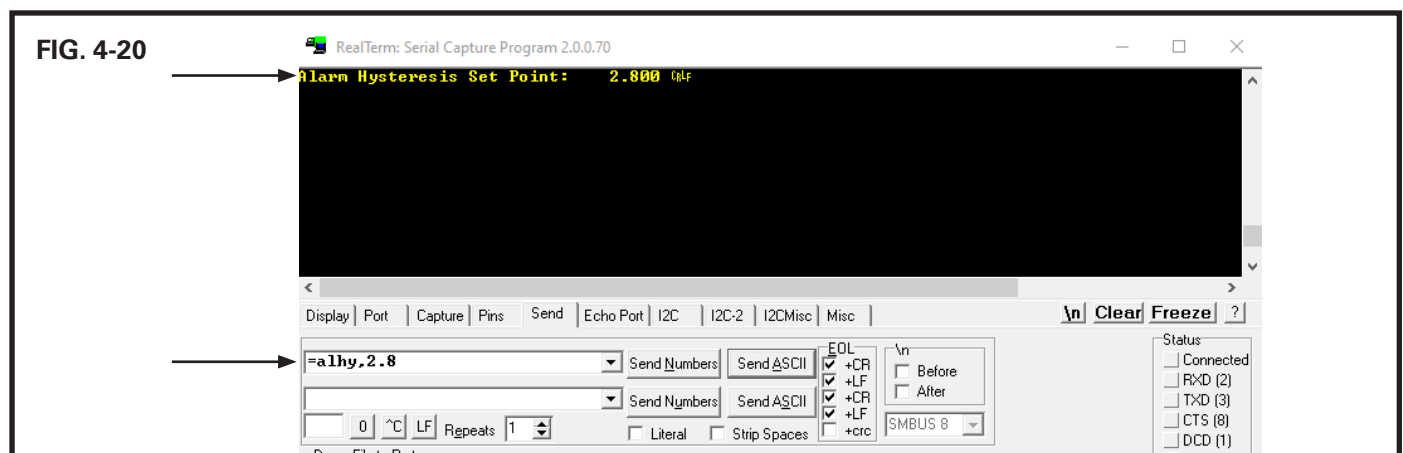 FIG. 4-20
RealTerm: Serial Capture Program 2.0.0.70
Alarm Hysteresis Set Point: 2.800 CRLF
Display Port Capture Pins Send Echo Port I2C I2C-2 I2CMisc Misc \n Clear Freeze ?
Status
EOL
\n
=alhy,2.8 Send Numbers Send ASCII +CR Before Connected
+LF After RXD (2)
Send Numbers Send ASCII +CR TXD (3)
+LF SMBUS 8 CTS (8)
0 ^C LF Repeats 1 Literal Strip Spaces +crc DCD (1)